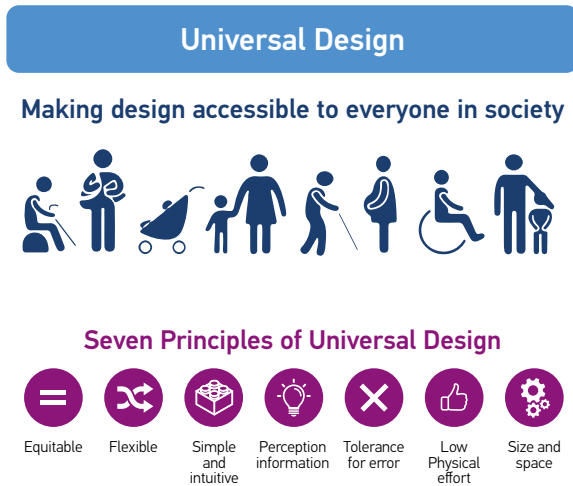 Universal Design
Making design accessible to everyone in society
Seven Principles of Universal Design
Equitable
Flexible
Simple
and
intuitive
Perception
information
Tolerance
for error
Low
Physical
effort
Size and
space